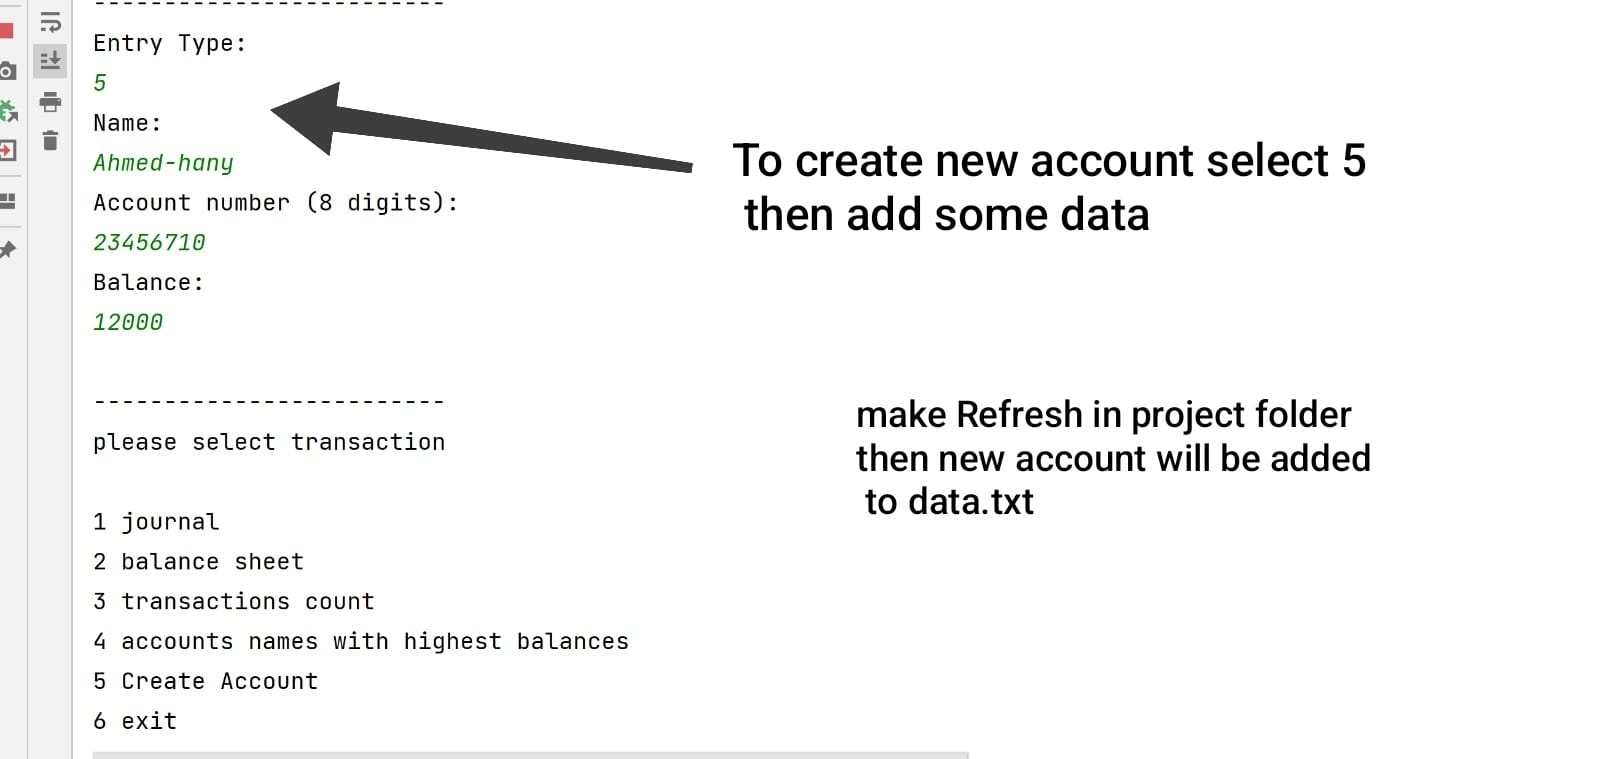 -------------------------
Entry Type:
5
Name:
Ahmed-hany
Account number (8 digits):
23456710
Balance:
12000
To create new account select 5
then add some data
-------------------------
please select transaction
1 journal
2 balance sheet
3 transactions count
4 accounts names with highest balances
5 Create Account
6 exit
make Refresh in project folder
then new account will be added
to data.txt